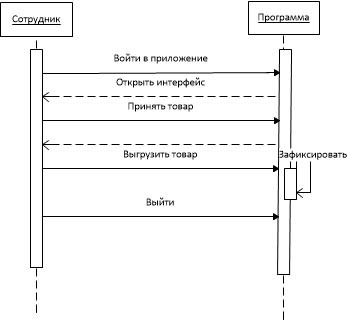 Сотрудник
Программа
Войти в приложение
Открыть интерфейс
Принять товар
Выгрузить товар
Зафиксировать
Выйти